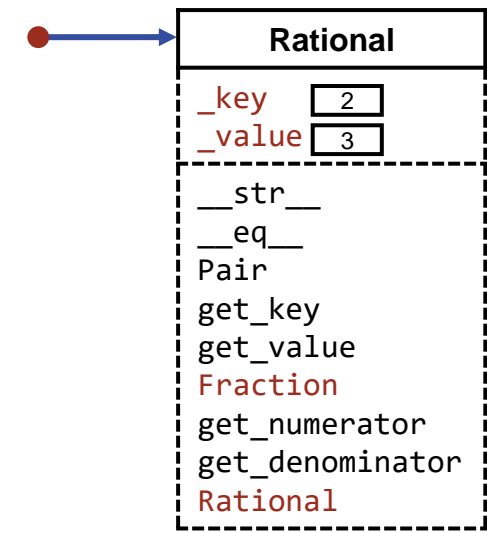 Rational
_key 2
_value 3
__str__
__eq__
Pair
get_key
get_value
Fraction
get_numerator
get_denominator
Rational